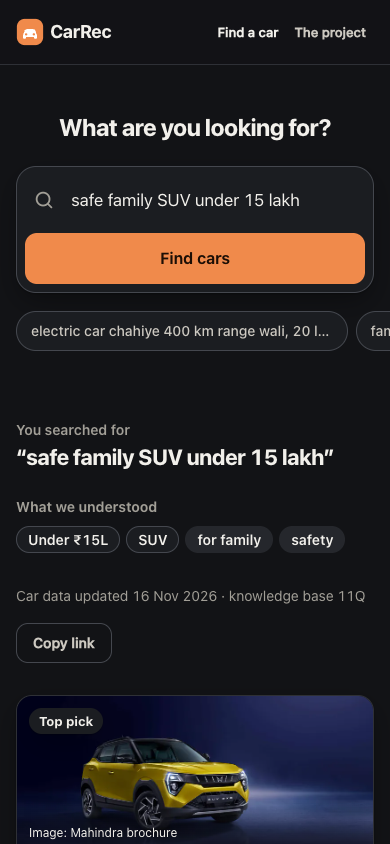 CarRec
Find a car
The project
What are you looking for?
safe family SUV under 15 lakh
Find cars
electric car chahiye 400 km range wali, 20 l...
fan
You searched for
“safe family SUV under 15 lakh”
What we understood
Under ₹15L
SUV
for family
safety
Car data updated 16 Nov 2026 · knowledge base 11Q
Copy link
Top pick
Image: Mahindra brochure